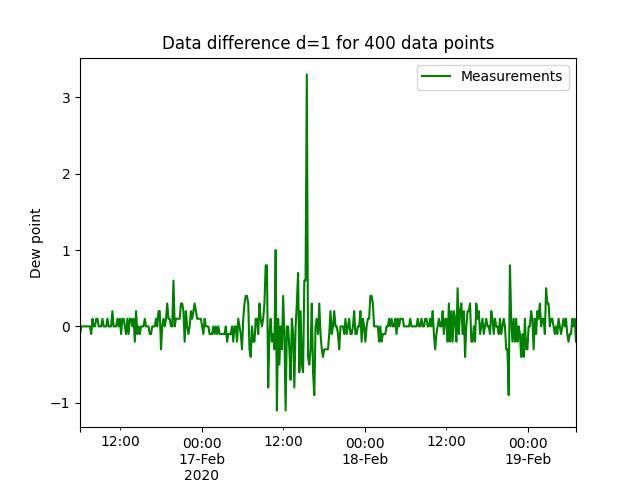 Data difference d=1 for 400 data points
Measurements
Dew point
3
2
1
0
−1
12:00
00:00
17-Feb
2020
12:00
00:00
18-Feb
12:00
00:00
19-Feb